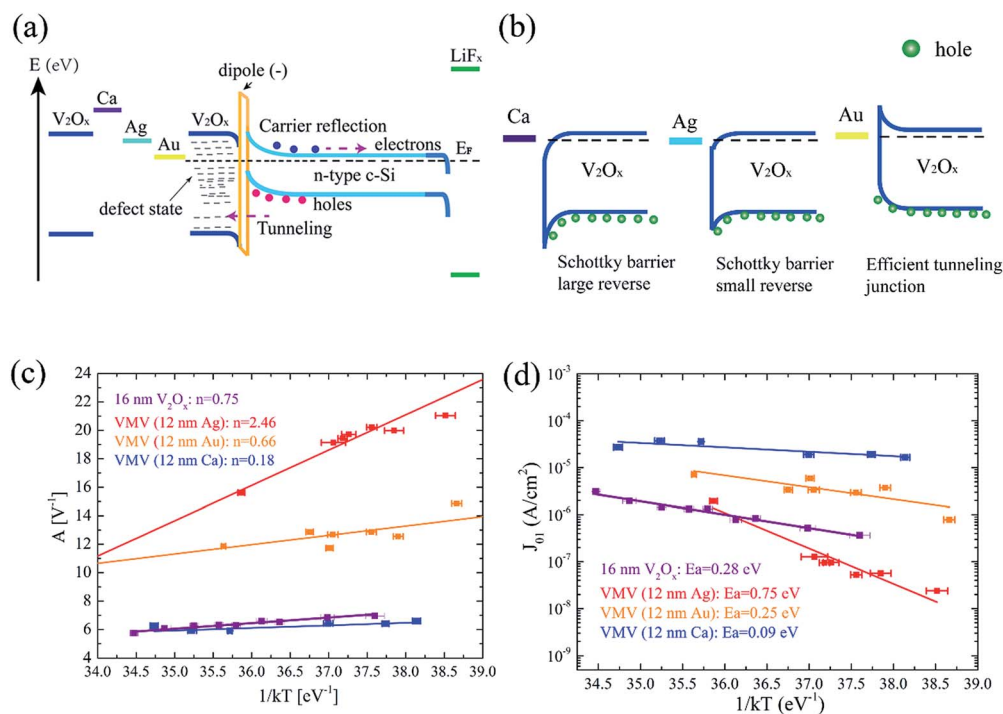 (a)
E (eV)
V₂Oₓ
Ca
Ag
Au
V₂Oₓ
dipole (-)
Carrier reflection
electrons
E_F
n-type c-Si
holes
Tunneling
defect state
LiFₓ
(b)
hole
Ca
V₂Oₓ
Schottky barrier
large reverse
Ag
V₂Oₓ
Schottky barrier
small reverse
Au
V₂Oₓ
Efficient tunneling
junction
(c)
A [V⁻¹]
24
22
20
18
16
14
12
10
8
6
4
16 nm V₂Oₓ: n=0.75
VMV (12 nm Ag): n=2.46
VMV (12 nm Au): n=0.66
VMV (12 nm Ca): n=0.18
34.0 34.5 35.0 35.5 36.0 36.5 37.0 37.5 38.0 38.5 39.0
1/kT [eV⁻¹]
(d)
J₀₁ (A/cm²)
10⁻³
10⁻⁴
10⁻⁵
10⁻⁶
10⁻⁷
10⁻⁸
16 nm V₂Oₓ: Ea=0.28 eV
VMV (12 nm Ag): Ea=0.75 eV
VMV (12 nm Au): Ea=0.25 eV
VMV (12 nm Ca): Ea=0.09 eV
34.5 35.0 35.5 36.0 36.5 37.0 37.5 38.0 38.5 39.0
1/kT (eV⁻¹)